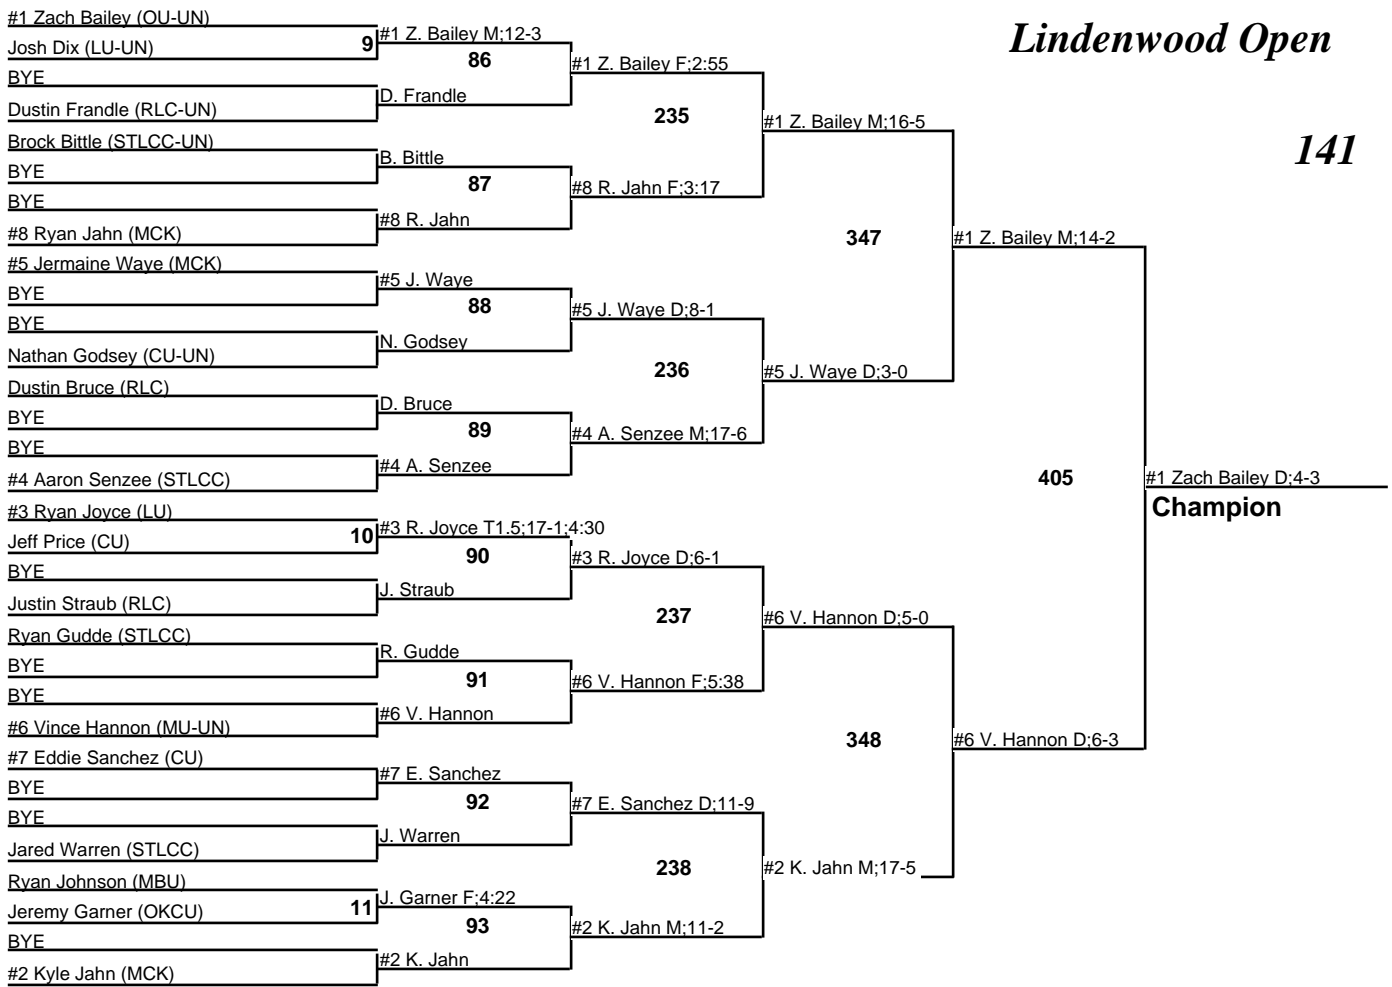 Lindenwood Open
141
#1 Zach Bailey (OU-UN)
Josh Dix (LU-UN)
BYE
Dustin Frandle (RLC-UN)
Brock Bittle (STLCC-UN)
BYE
BYE
#8 Ryan Jahn (MCK)
#5 Jermaine Waye (MCK)
BYE
BYE
Nathan Godsey (CU-UN)
Dustin Bruce (RLC)
BYE
BYE
#4 Aaron Senzee (STLCC)
#3 Ryan Joyce (LU)
Jeff Price (CU)
BYE
Justin Straub (RLC)
Ryan Gudde (STLCC)
BYE
BYE
#6 Vince Hannon (MU-UN)
#7 Eddie Sanchez (CU)
BYE
BYE
Jared Warren (STLCC)
Ryan Johnson (MBU)
Jeremy Garner (OKCU)
BYE
#2 Kyle Jahn (MCK)
9
10
11
#1 Z. Bailey M;12-3
86
D. Frandle
B. Bittle
87
#8 R. Jahn
#5 J. Waye
88
N. Godsey
D. Bruce
89
#4 A. Senzee
#3 R. Joyce T1.5;17-1;4:30
90
J. Straub
R. Gudde
91
#6 V. Hannon
#7 E. Sanchez
92
J. Warren
J. Garner F;4:22
93
#2 K. Jahn
#1 Z. Bailey F;2:55
235
#8 R. Jahn F;3:17
#5 J. Waye D;8-1
236
#4 A. Senzee M;17-6
#3 R. Joyce D;6-1
237
#6 V. Hannon F;5:38
#7 E. Sanchez D;11-9
238
#2 K. Jahn M;11-2
#1 Z. Bailey M;16-5
347
#5 J. Waye D;3-0
#6 V. Hannon D;5-0
348
#2 K. Jahn M;17-5
#1 Z. Bailey M;14-2
405
#6 V. Hannon D;6-3
#1 Zach Bailey D;4-3
Champion